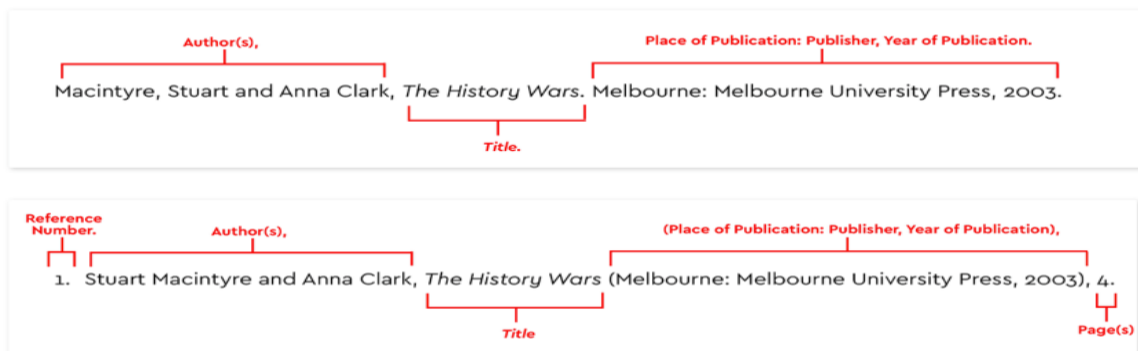 Author(s),
Place of Publication: Publisher, Year of Publication.
Macintyre, Stuart and Anna Clark, The History Wars. Melbourne: Melbourne University Press, 2003.
Title.
Reference
Number.
Author(s),
(Place of Publication: Publisher, Year of Publication),
1. Stuart Macintyre and Anna Clark, The History Wars (Melbourne: Melbourne University Press, 2003), 4.
Title
Page(s)